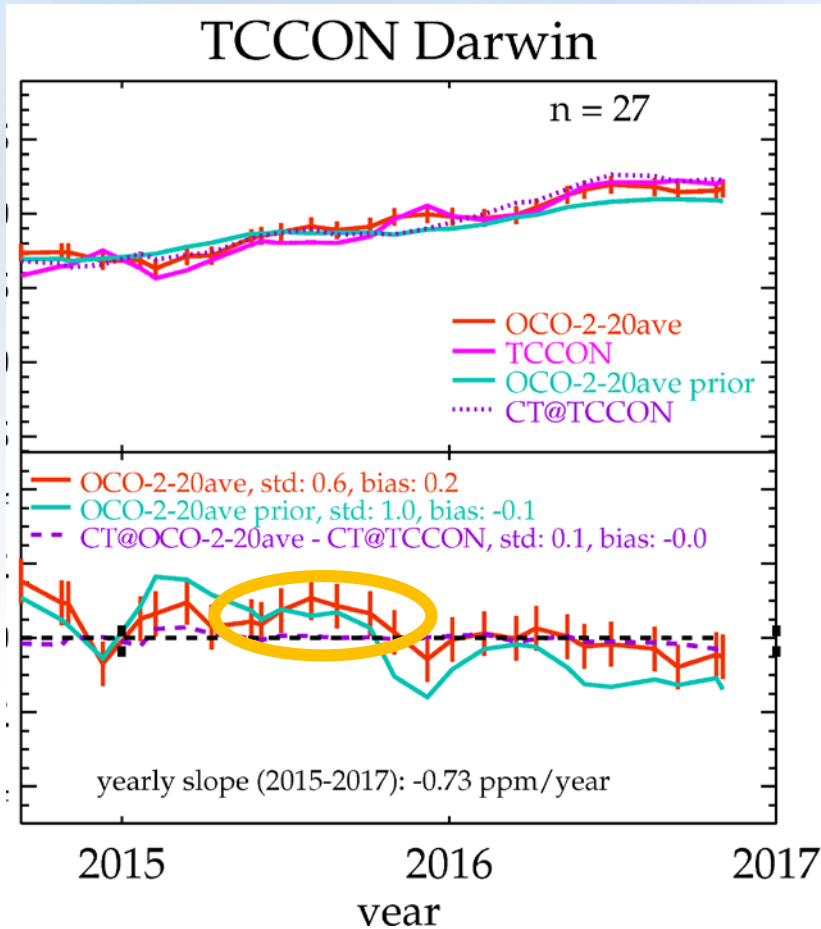 TCCON Darwin
n = 27
OCO-2-20ave
TCCON
OCO-2-20ave prior
CT@TCCON
OCO-2-20ave, std: 0.6, bias: 0.2
OCO-2-20ave prior, std: 1.0, bias: -0.1
CT@OCO-2-20ave - CT@TCCON, std: 0.1, bias: -0.0
yearly slope (2015-2017): -0.73 ppm/year
2015 2016 2017
year